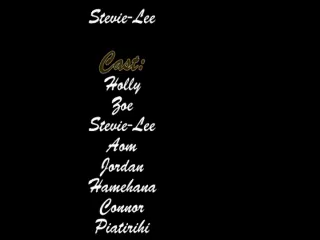 Stevie-Lee
Cast:
Holly
Zoe
Stevie-Lee
Aom
Jordan
Hamehana
Connor
Piatirihi